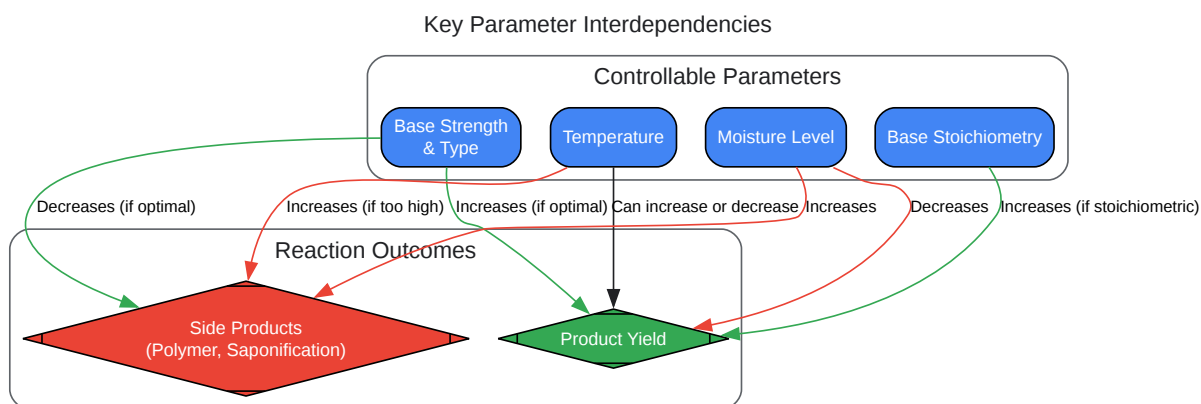 Key Parameter Interdependencies
Controllable Parameters
Base Strength
& Type
Temperature
Moisture Level
Base Stoichiometry
Decreases (if optimal)
Increases (if too high)
Increases (if optimal)
Can increase or decrease
Increases
Decreases
Increases (if stoichiometric)
Reaction Outcomes
Side Products
(Polymer, Saponification)
Product Yield